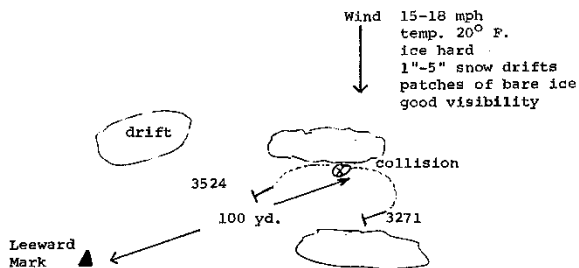 Wind 15-18 mph
temp. 20° F.
ice hard
1"-5" snow drifts
patches of bare ice
good visibility
drift
collision
3524
100 yd.
3271
Leeward
Mark